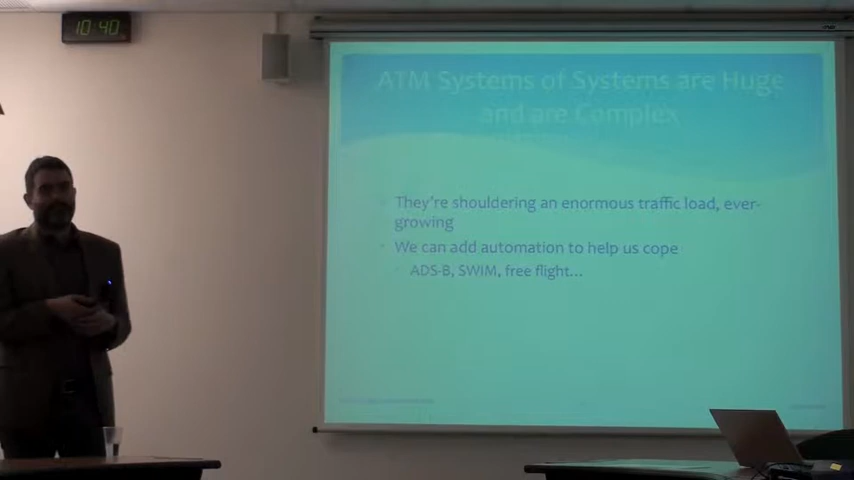 10 40
ATM Systems of Systems are Huge
and are Complex
They're shouldering an enormous traffic load, ever-
growing
We can add automation to help us cope
ADS-B, SWIM, free flight...